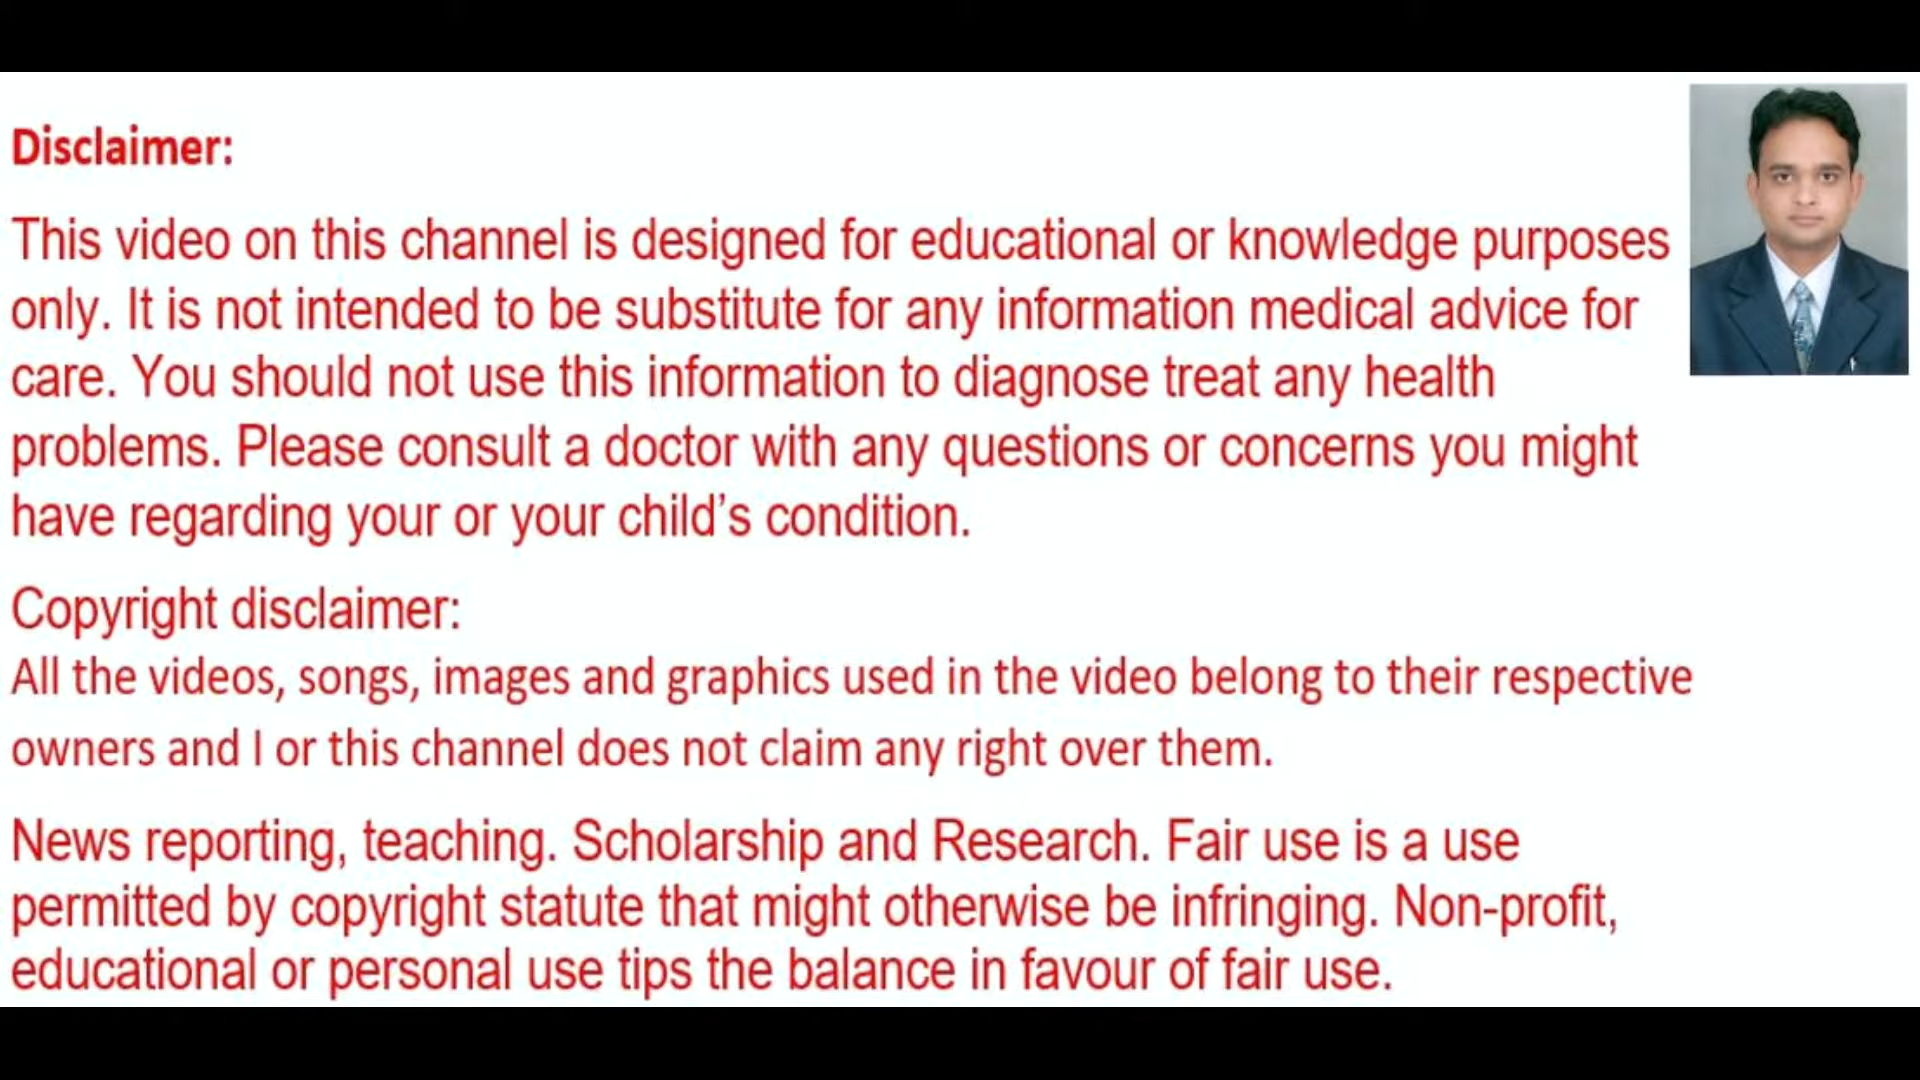 Disclaimer:
This video on this channel is designed for educational or knowledge purposes
only. It is not intended to be substitute for any information medical advice for
care. You should not use this information to diagnose treat any health
problems. Please consult a doctor with any questions or concerns you might
have regarding your or your child’s condition.
Copyright disclaimer:
All the videos, songs, images and graphics used in the video belong to their respective
owners and I or this channel does not claim any right over them.
News reporting, teaching. Scholarship and Research. Fair use is a use
permitted by copyright statute that might otherwise be infringing. Non-profit,
educational or personal use tips the balance in favour of fair use.